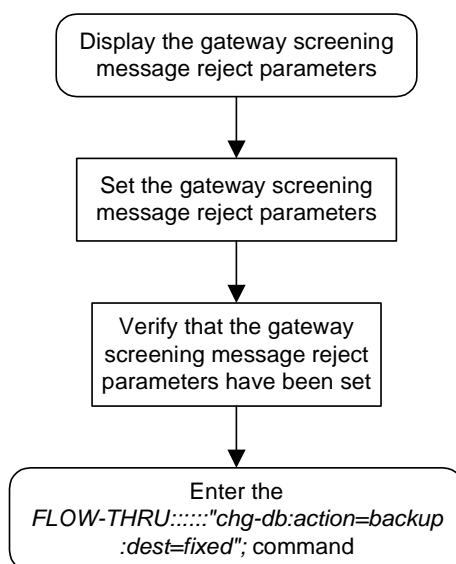 Display the gateway screening
message reject parameters
Set the gateway screening
message reject parameters
Verify that the gateway
screening message reject
parameters have been set
Enter the
FLOW-THRU::::::"chg-db:action=backup
:dest=fixed"; command